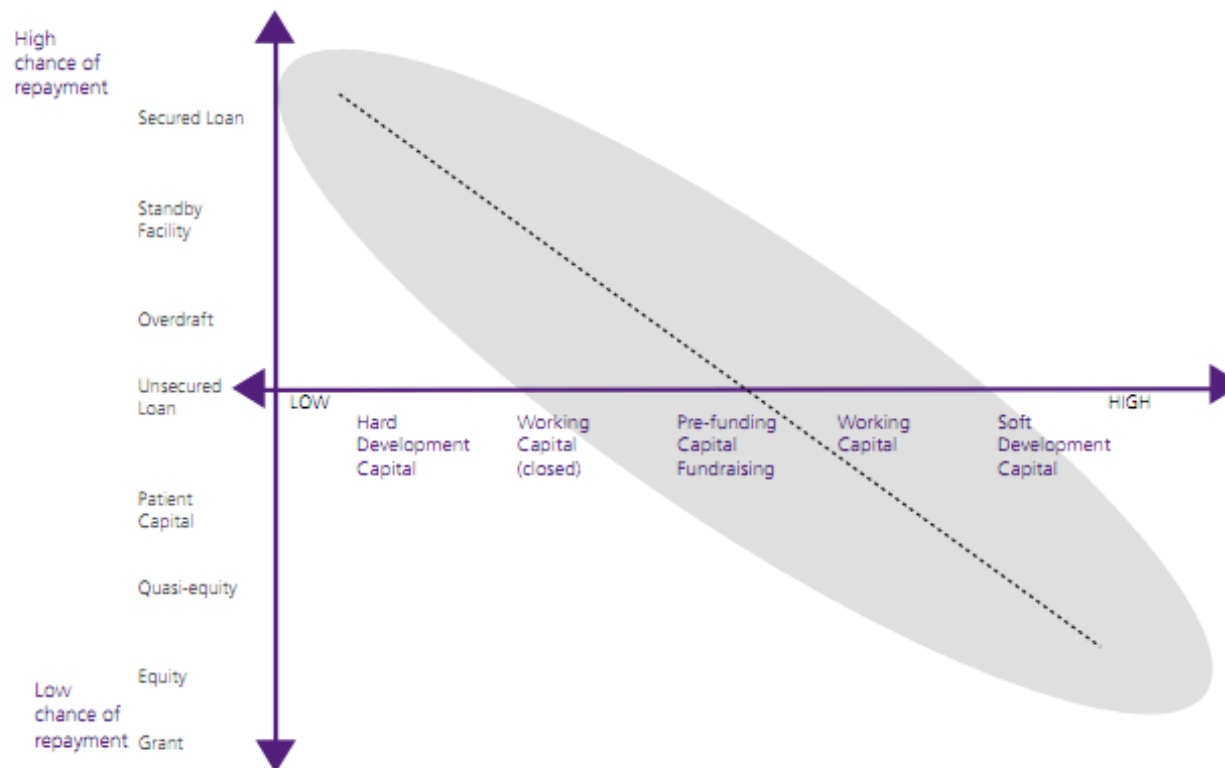 High
chance of
repayment
Secured Loan
Standby
Facility
Overdraft
Unsecured
Loan
LOW
HIGH
Hard
Development
Capital
Working
Capital
(closed)
Pre-funding
Capital
Fundraising
Working
Capital
Soft
Development
Capital
Patient
Capital
Quasi-equity
Equity
Low
chance of
repayment
Grant